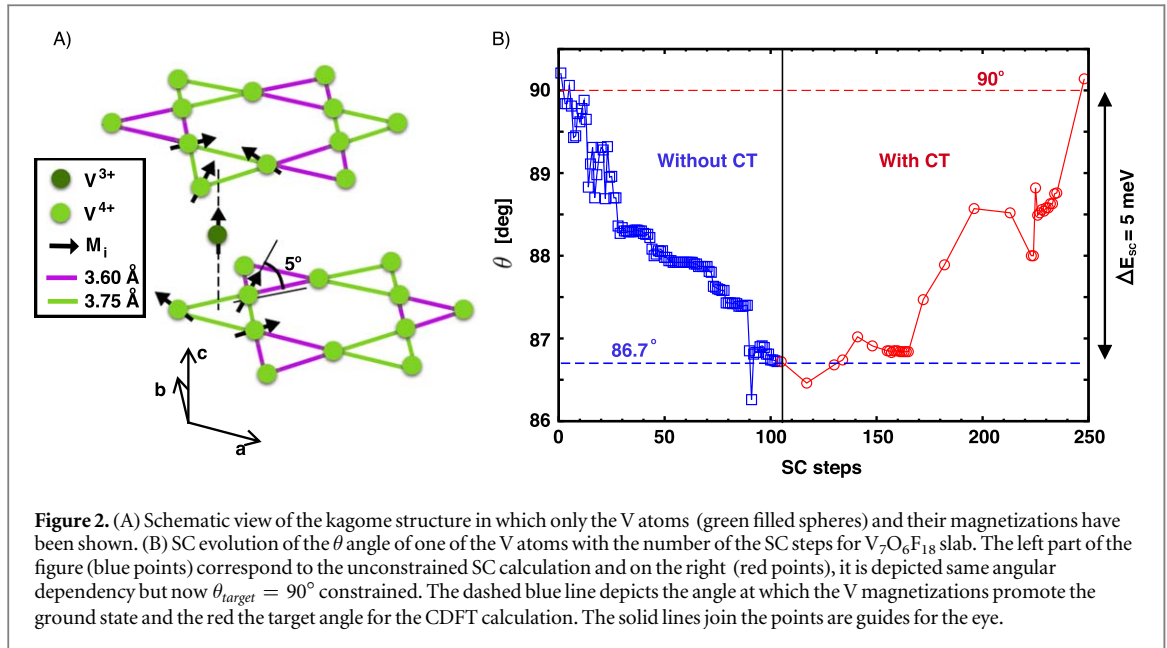 A)
V³⁺
V⁴⁺
M i
3.60 Å
3.75 Å
5°
c
b
a
B)
90
89
88
87
86
θ [deg]
90°
Without CT
With CT
86.7°
0 50 100 150 200 250
SC steps
ΔEsc = 5 meV
Figure 2. (A) Schematic view of the kagome structure in which only the V atoms (green filled spheres) and their magnetizations have
been shown. (B) SC evolution of the θ angle of one of the V atoms with the number of the SC steps for V₇O₆F₁₈ slab. The left part of the
figure (blue points) correspond to the unconstrained SC calculation and on the right (red points), it is depicted same angular
dependency but now θtarget = 90° constrained. The dashed blue line depicts the angle at which the V magnetizations promote the
ground state and the red the target angle for the CDFT calculation. The solid lines join the points are guides for the eye.